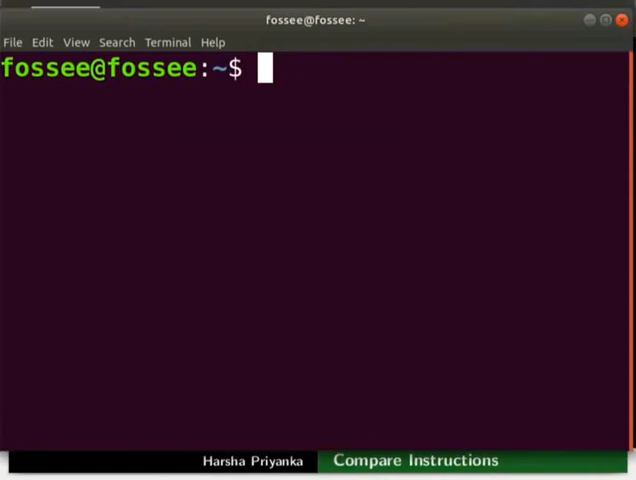 fossee@fossee: ~
File Edit View Search Terminal Help
fossee@fossee:~$
Harsha Priyanka Compare Instructions